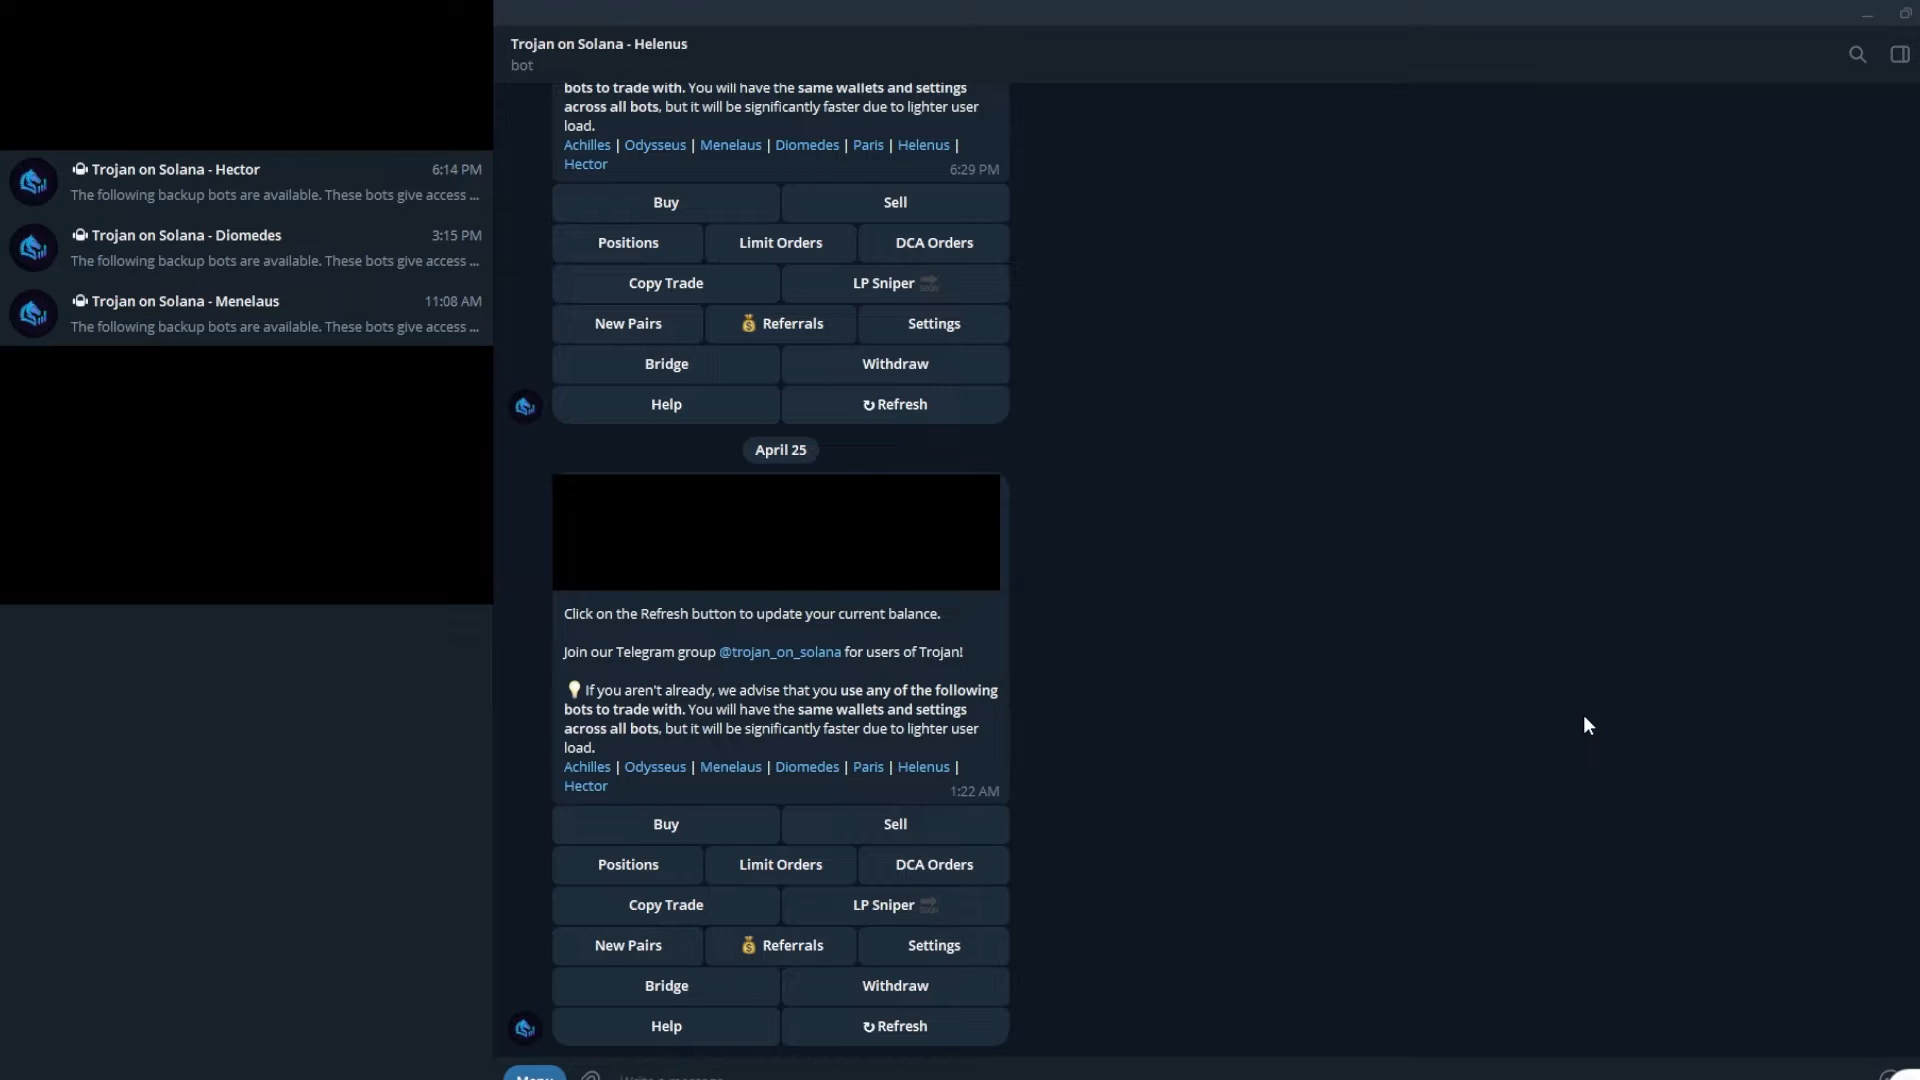 Trojan on Solana - Helenus
bot
Trojan on Solana - Hector 6:14 PM
The following backup bots are available. These bots give access ...
Trojan on Solana - Diomedes 3:15 PM
The following backup bots are available. These bots give access ...
Trojan on Solana - Menelaus 11:08 AM
The following backup bots are available. These bots give access ...
bots to trade with. You will have the same wallets and settings
across all bots, but it will be significantly faster due to lighter user
load.
Achilles | Odysseus | Menelaus | Diomedes | Paris | Helenus |
Hector
6:29 PM
Buy Sell
Positions Limit Orders DCA Orders
Copy Trade LP Sniper 🔜
New Pairs 💰 Referrals Settings
Bridge Withdraw
Help ↻ Refresh
April 25
Click on the Refresh button to update your current balance.
Join our Telegram group @trojan_on_solana for users of Trojan!
💡 If you aren't already, we advise that you use any of the following
bots to trade with. You will have the same wallets and settings
across all bots, but it will be significantly faster due to lighter user
load.
Achilles | Odysseus | Menelaus | Diomedes | Paris | Helenus |
Hector
1:22 AM
Buy Sell
Positions Limit Orders DCA Orders
Copy Trade LP Sniper 🔜
New Pairs 💰 Referrals Settings
Bridge Withdraw
Help ↻ Refresh